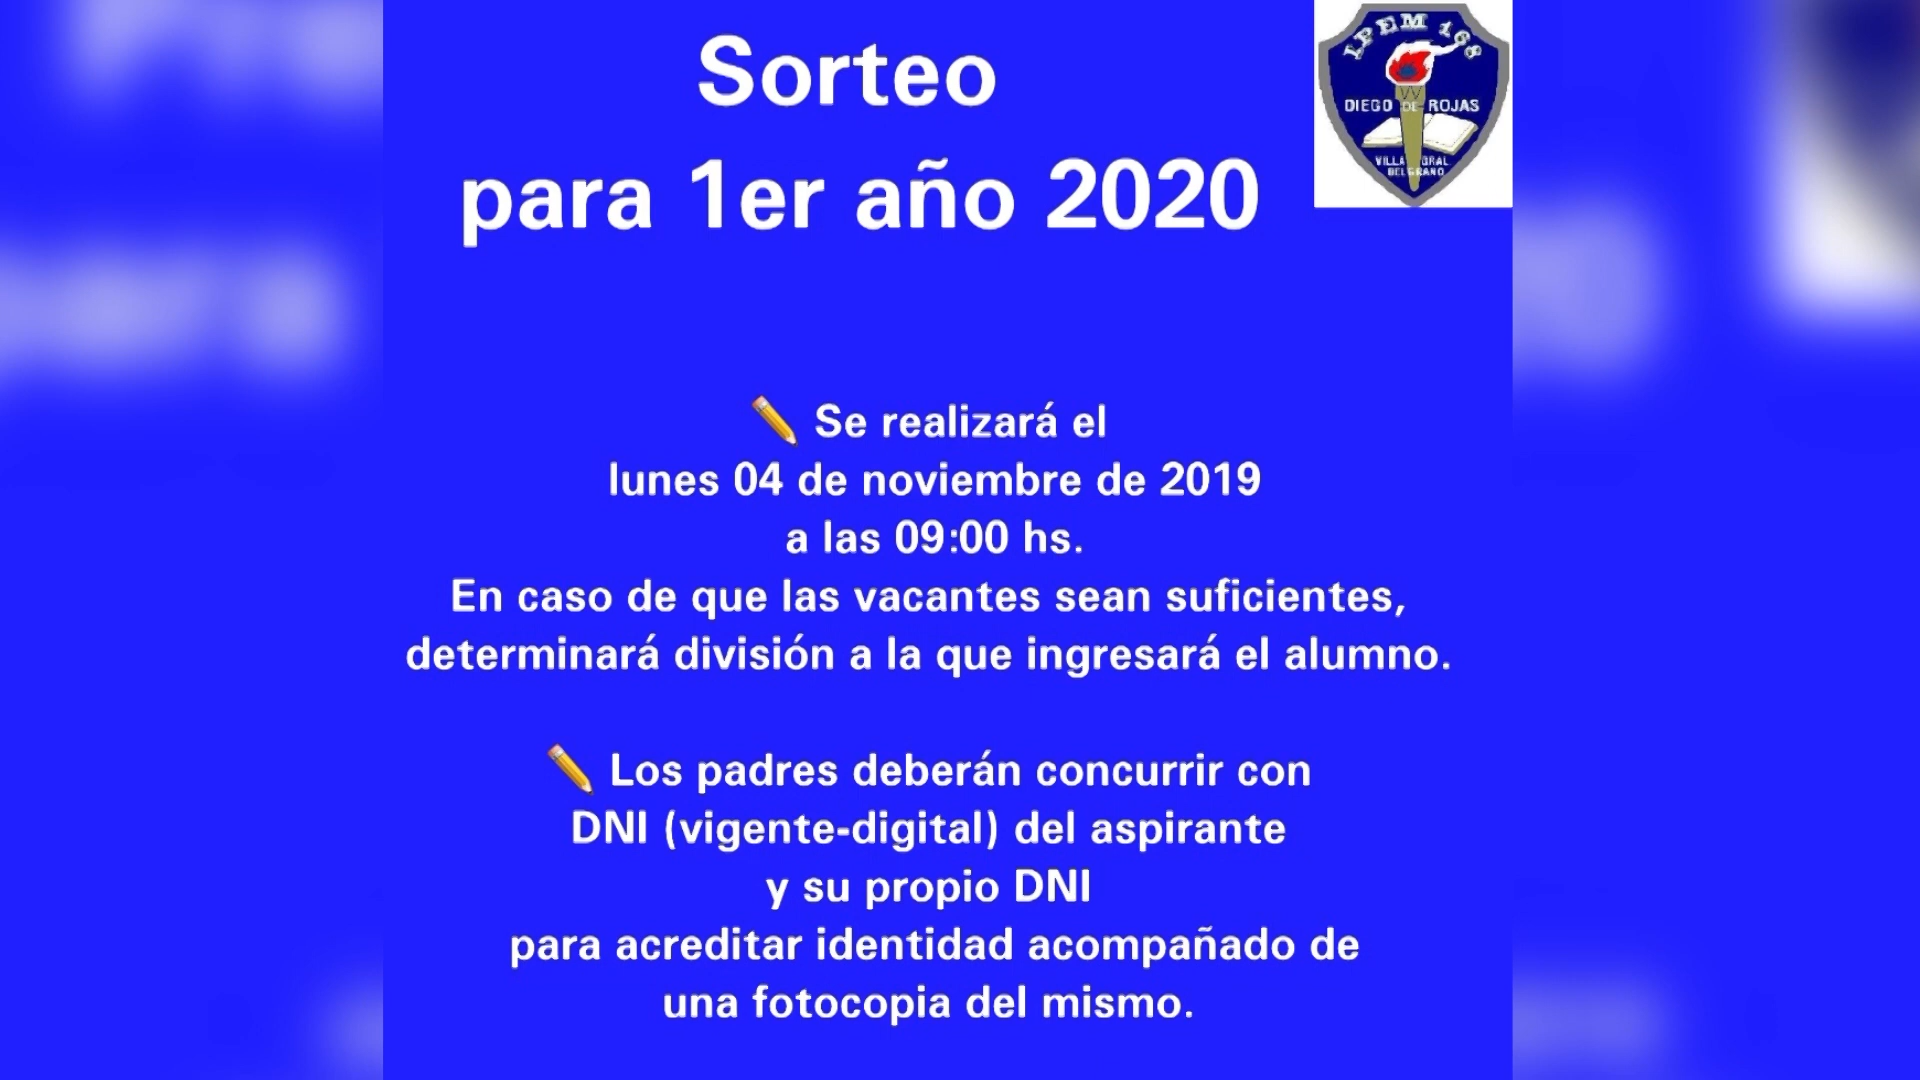 Sorteo
para 1er año 2020
IPEM 168
DIEGO DE ROJAS
VILLA GRAL
BELGRANO
✏️ Se realizará el
lunes 04 de noviembre de 2019
a las 09:00 hs.
En caso de que las vacantes sean suficientes,
determinará división a la que ingresará el alumno.
✏️ Los padres deberán concurrir con
DNI (vigente-digital) del aspirante
y su propio DNI
para acreditar identidad acompañado de
una fotocopia del mismo.